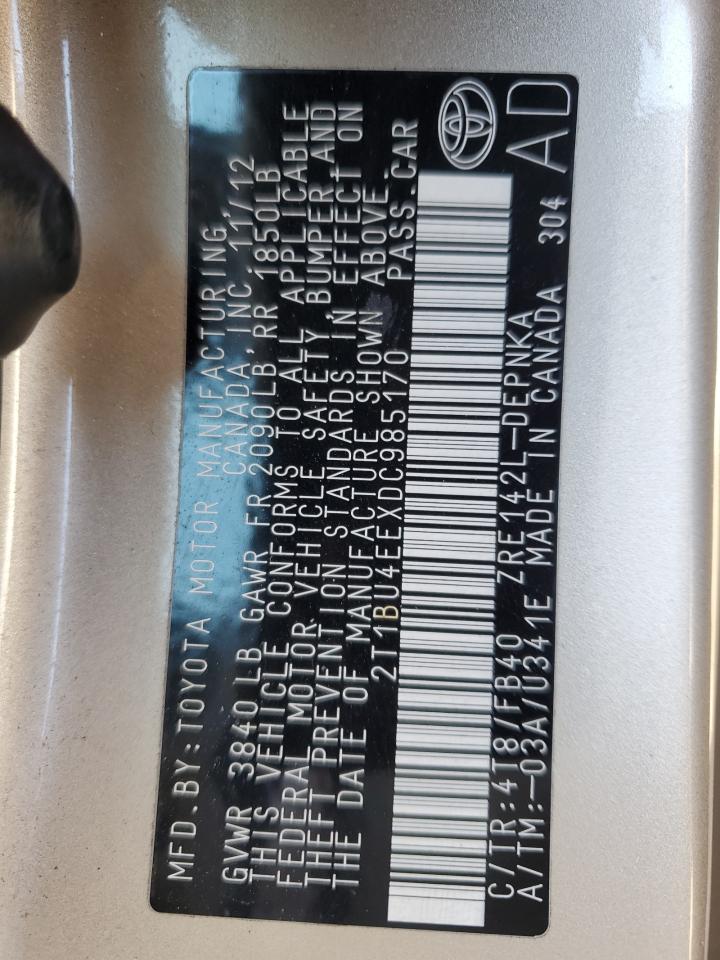 MFD.BY:TOYOTA MOTOR MANUFACTURING,
CANADA, INC. 11/12
GVWR 3840LB GAWR FR 2090LB, RR 1850LB
THIS VEHICLE CONFORMS TO ALL APPLICABLE
FEDERAL MOTOR VEHICLE SAFETY, BUMPER, AND
THEFT PREVENTION STANDARDS IN EFFECT ON
THE DATE OF MANUFACTURE SHOWN ABOVE.
2T1BU4EEXDC985170 PASS.CAR
C/TR:4T8/FB40 ZRE142L-DEPNKA
A/TM:-03A/U341E MADE IN CANADA 304
AD